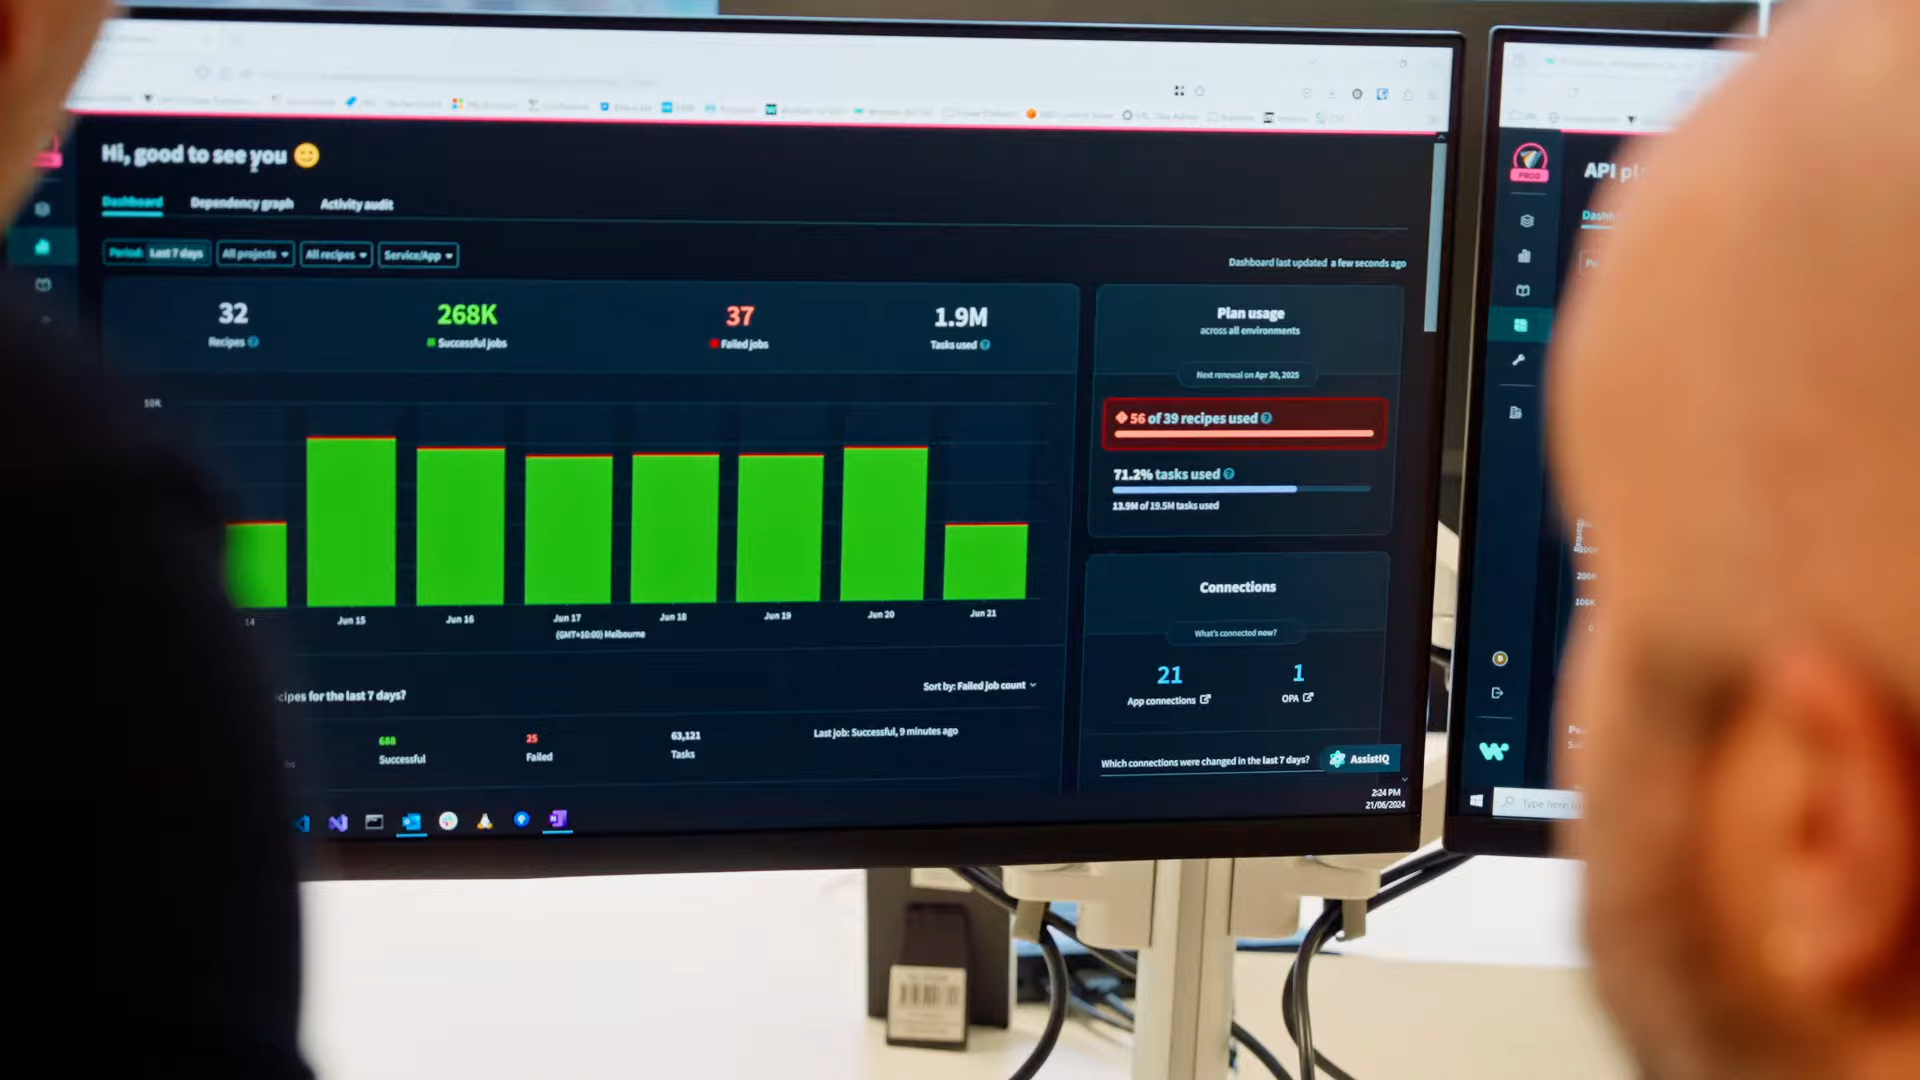 Hi, good to see you
Dashboard Dependency graph Activity audit
Period: Last 7 days All projects All recipes Service/App
Dashboard last updated a few seconds ago
32 268K 37 1.9M
Recipes Successful jobs Failed jobs Tasks used
50K
14 Jun 15 Jun 16 Jun 17 Jun 18 Jun 19 Jun 20 Jun 21
(GMT+10:00) Melbourne
for the last 7 days?
Sort by: Failed job count
688 25 63,121
Successful Failed Tasks
Last job: Successful, 9 minutes ago
Plan usage
across all environments
Next renewal on Apr 30, 2025
56 of 39 recipes used
71.2% tasks used
13.9M of 19.5M tasks used
Connections
What's connected now?
21 1
App connections OPA
Which connections were changed in the last 7 days? AssistIQ
2:24 PM
21/06/2024
PROD
API
200K
100K
0
Type here